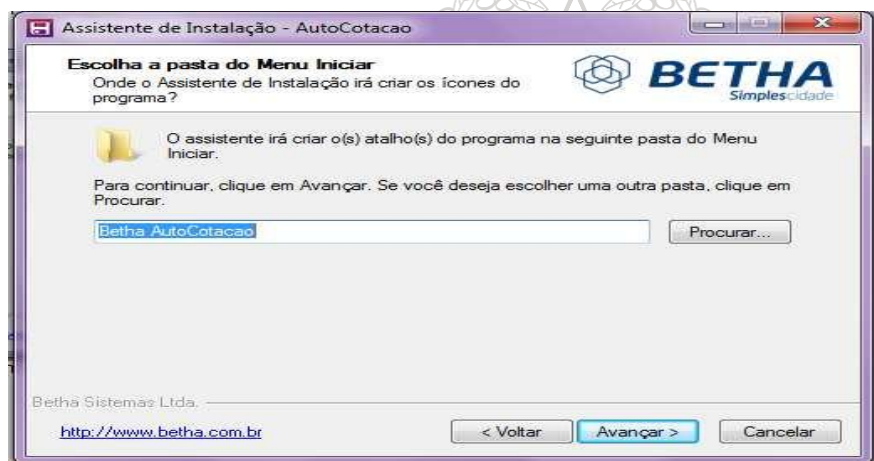 Assistente de Instalação - AutoCotacao
Escolha a pasta do Menu Iniciar
Onde o Assistente de Instalação irá criar os ícones do
programa?
BETHA
Simplescidade
O assistente irá criar o(s) atalho(s) do programa na seguinte pasta do Menu
Iniciar.
Para continuar, clique em Avançar. Se você deseja escolher uma outra pasta, clique em
Procurar.
Betha AutoCotacao
Procurar...
Betha Sistemas Ltda.
http://www.betha.com.br
< Voltar
Avançar >
Cancelar